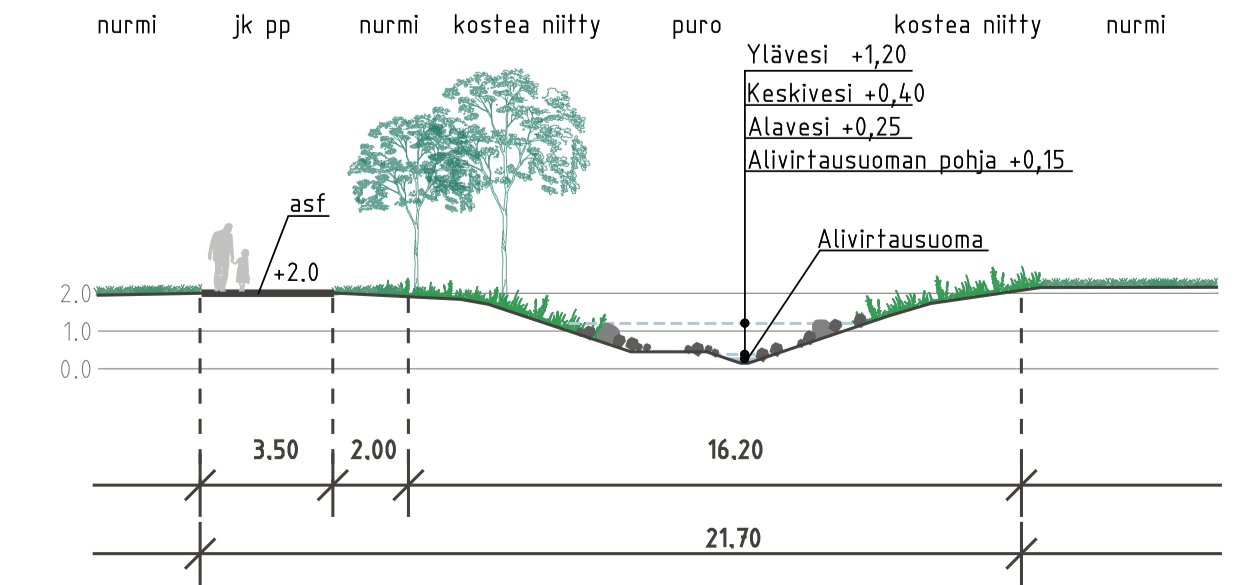 nurmi jk pp nurmi kostea niitty puro kostea niitty nurmi
Ylävesi +1,20
Keskivesi +0,40
Alavesi +0,25
Alivirtausuoman pohja +0,15
asf
Alivirtausuoma
+2.0
2.0
1.0
0.0
3.50 2.00 16.20
21.70